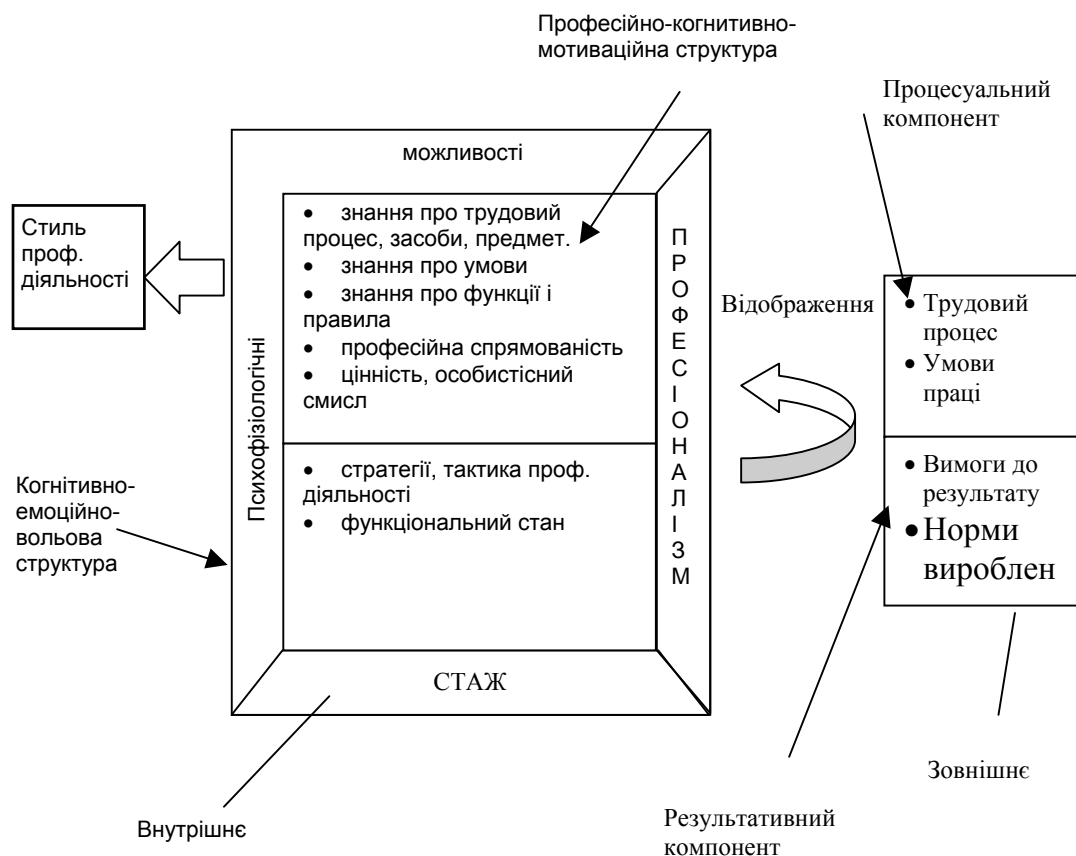 Професійно-когнитивно-
мотиваційна структура
Процесуальний
компонент
можливості
Стиль
проф.
діяльності
• знання про трудовий
процес, засоби, предмет.
• знання про умови
• знання про функції і
правила
• професійна спрямованість
• цінність, особистісний
смисл
Психофізіологічні
ПРОФЕСІОНАЛІЗМ
Відображення
• Трудовий
процес
• Умови
праці
• стратегії, тактика проф.
діяльності
• функціональний стан
• Вимоги до
результату
• Норми
вироблен
Когнітивно-
емоційно-
вольова
структура
СТАЖ
Зовнішнє
Внутрішнє
Результативний
компонент